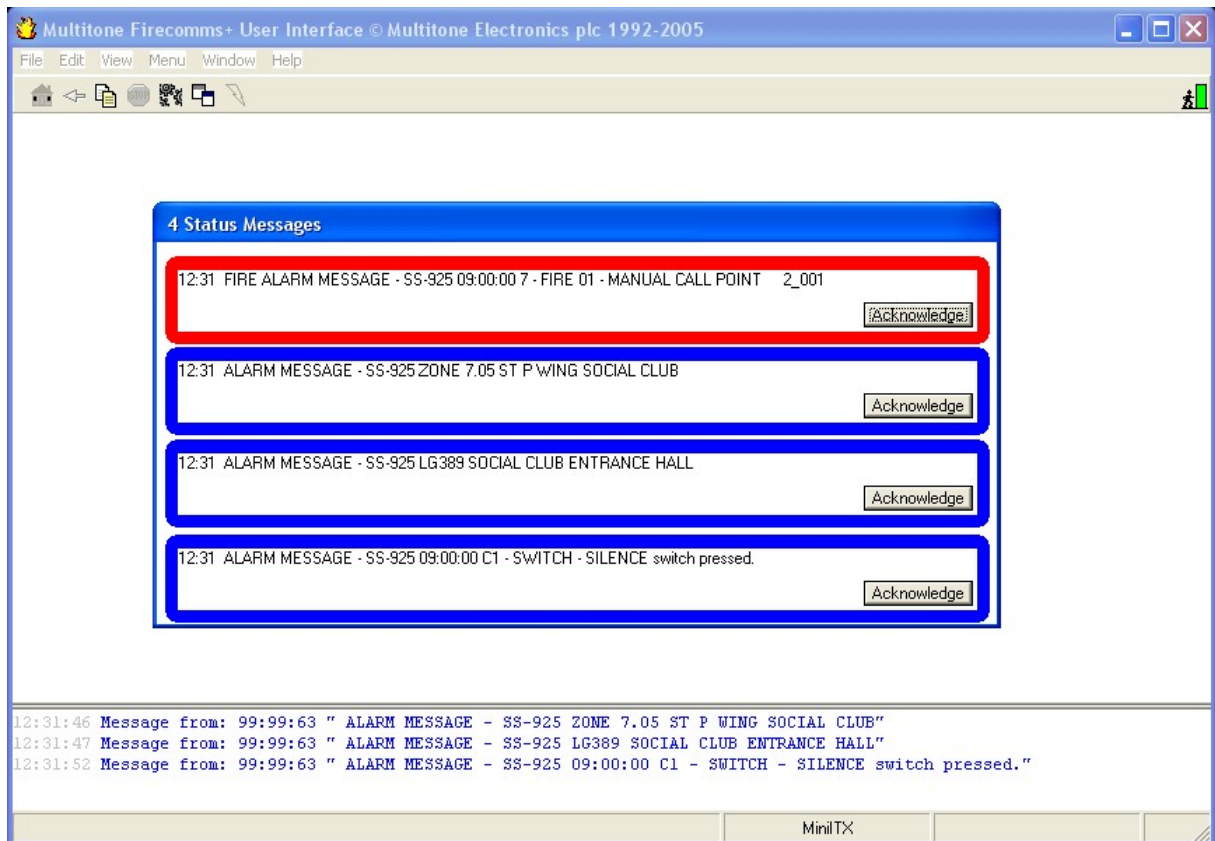 Multitone Firecomms+ User Interface © Multitone Electronics plc 1992-2005
File Edit View Menu Window Help
STOP
4 Status Messages
12:31 FIRE ALARM MESSAGE - SS-925 09:00:00 7 - FIRE 01 - MANUAL CALL POINT 2_001
Acknowledge
12:31 ALARM MESSAGE - SS-925 ZONE 7.05 ST P WING SOCIAL CLUB
Acknowledge
12:31 ALARM MESSAGE - SS-925 LG389 SOCIAL CLUB ENTRANCE HALL
Acknowledge
12:31 ALARM MESSAGE - SS-925 09:00:00 C1 - SWITCH - SILENCE switch pressed.
Acknowledge
12:31:46 Message from: 99:99:63 " ALARM MESSAGE - SS-925 ZONE 7.05 ST P WING SOCIAL CLUB"
12:31:47 Message from: 99:99:63 " ALARM MESSAGE - SS-925 LG389 SOCIAL CLUB ENTRANCE HALL"
12:31:52 Message from: 99:99:63 " ALARM MESSAGE - SS-925 09:00:00 C1 - SWITCH - SILENCE switch pressed."
MiniITX